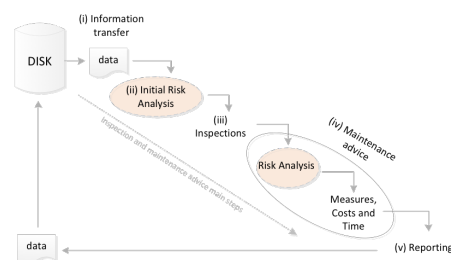 (i) Information
transfer
DISK
data
(ii) Initial Risk
Analysis
(iii)
Inspections
(iv) Maintenance
advice
Inspection and maintenance advice main steps
Risk Analysis
Measures,
Costs and
Time
data
(v) Reporting